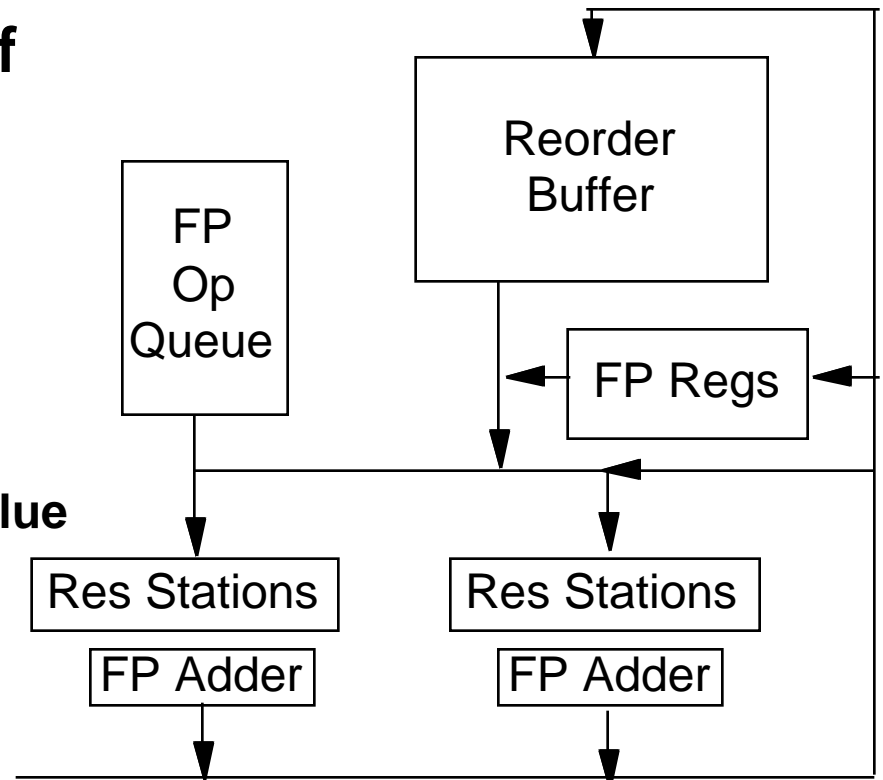 f
Reorder
Buffer
FP
Op
Queue
FP Regs
lue
Res Stations
Res Stations
FP Adder
FP Adder